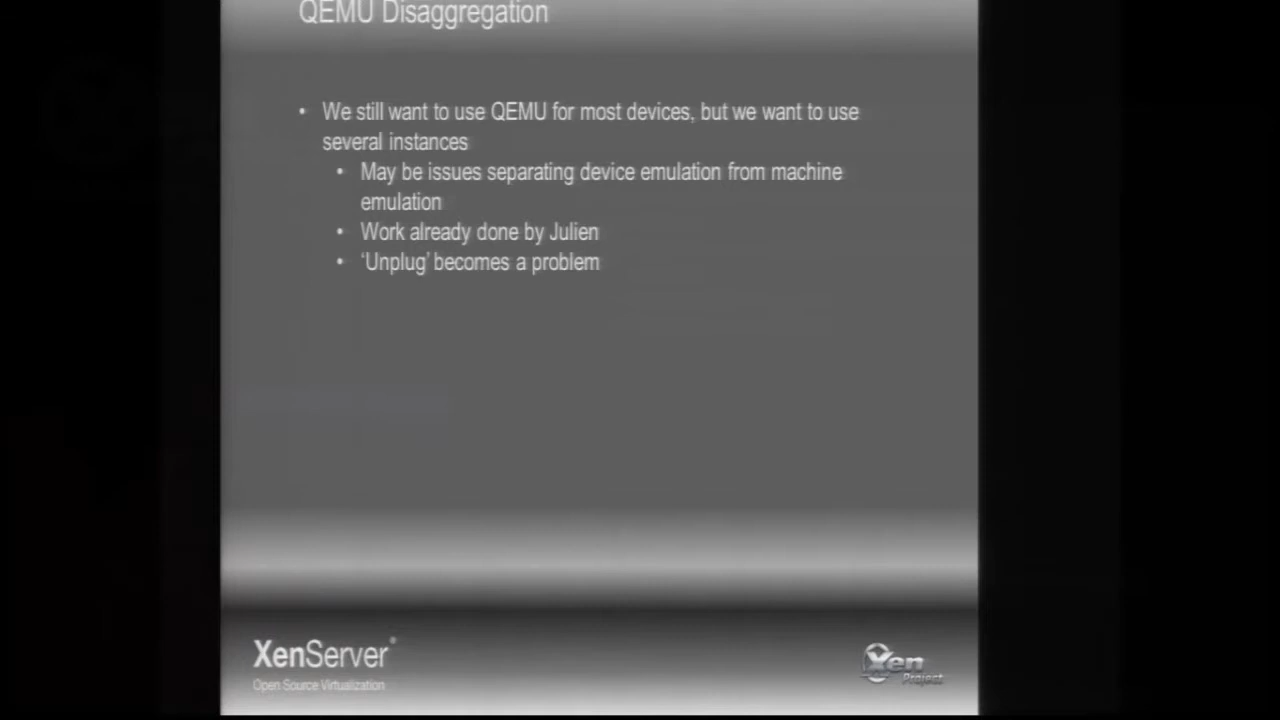 QEMU Disaggregation
• We still want to use QEMU for most devices, but we want to use
several instances
• May be issues separating device emulation from machine
emulation
• Work already done by Julien
• ‘Unplug’ becomes a problem
XenServer®
Open Source Virtualization
Xen
Project